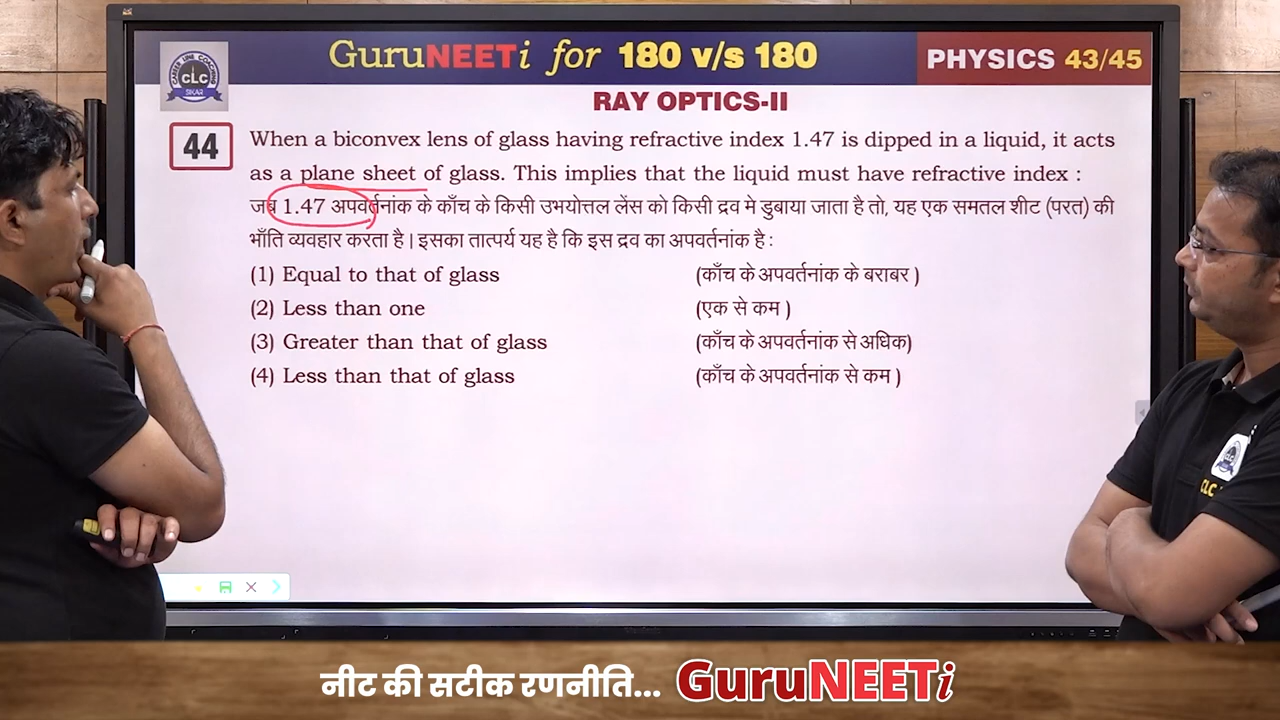 GuruNEETi for 180 v/s 180
PHYSICS 43/45
CAREER LINE COACHING
CLC
SIKAR
RAY OPTICS-II
44
When a biconvex lens of glass having refractive index 1.47 is dipped in a liquid, it acts
as a plane sheet of glass. This implies that the liquid must have refractive index :
जब 1.47 अपवर्तनांक के काँच के किसी उभयोत्तल लेंस को किसी द्रव मे डुबाया जाता है तो, यह एक समतल शीट (परत) की
भाँति व्यवहार करता है। इसका तात्पर्य यह है कि इस द्रव का अपवर्तनांक है :
(1) Equal to that of glass (काँच के अपवर्तनांक के बराबर )
(2) Less than one (एक से कम )
(3) Greater than that of glass (काँच के अपवर्तनांक से अधिक)
(4) Less than that of glass (काँच के अपवर्तनांक से कम )
CLC
नीट की सटीक रणनीति... GuruNEETi